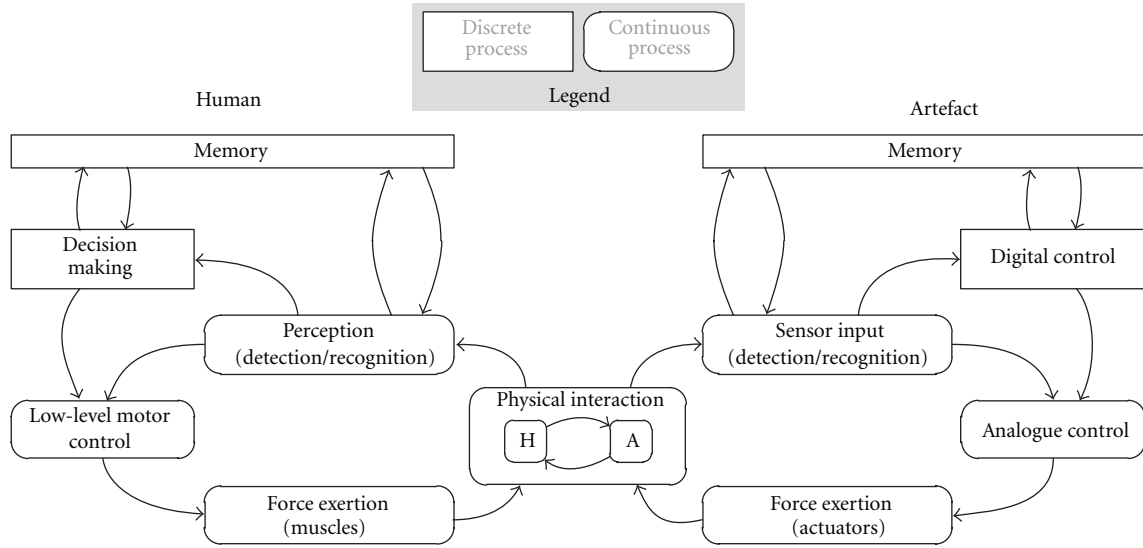 Discrete
process
Continuous
process
Legend
Human
Artefact
Memory
Memory
Decision
making
Digital control
Perception
(detection/recognition)
Sensor input
(detection/recognition)
Physical interaction
H
A
Low-level motor
control
Analogue control
Force exertion
(muscles)
Force exertion
(actuators)